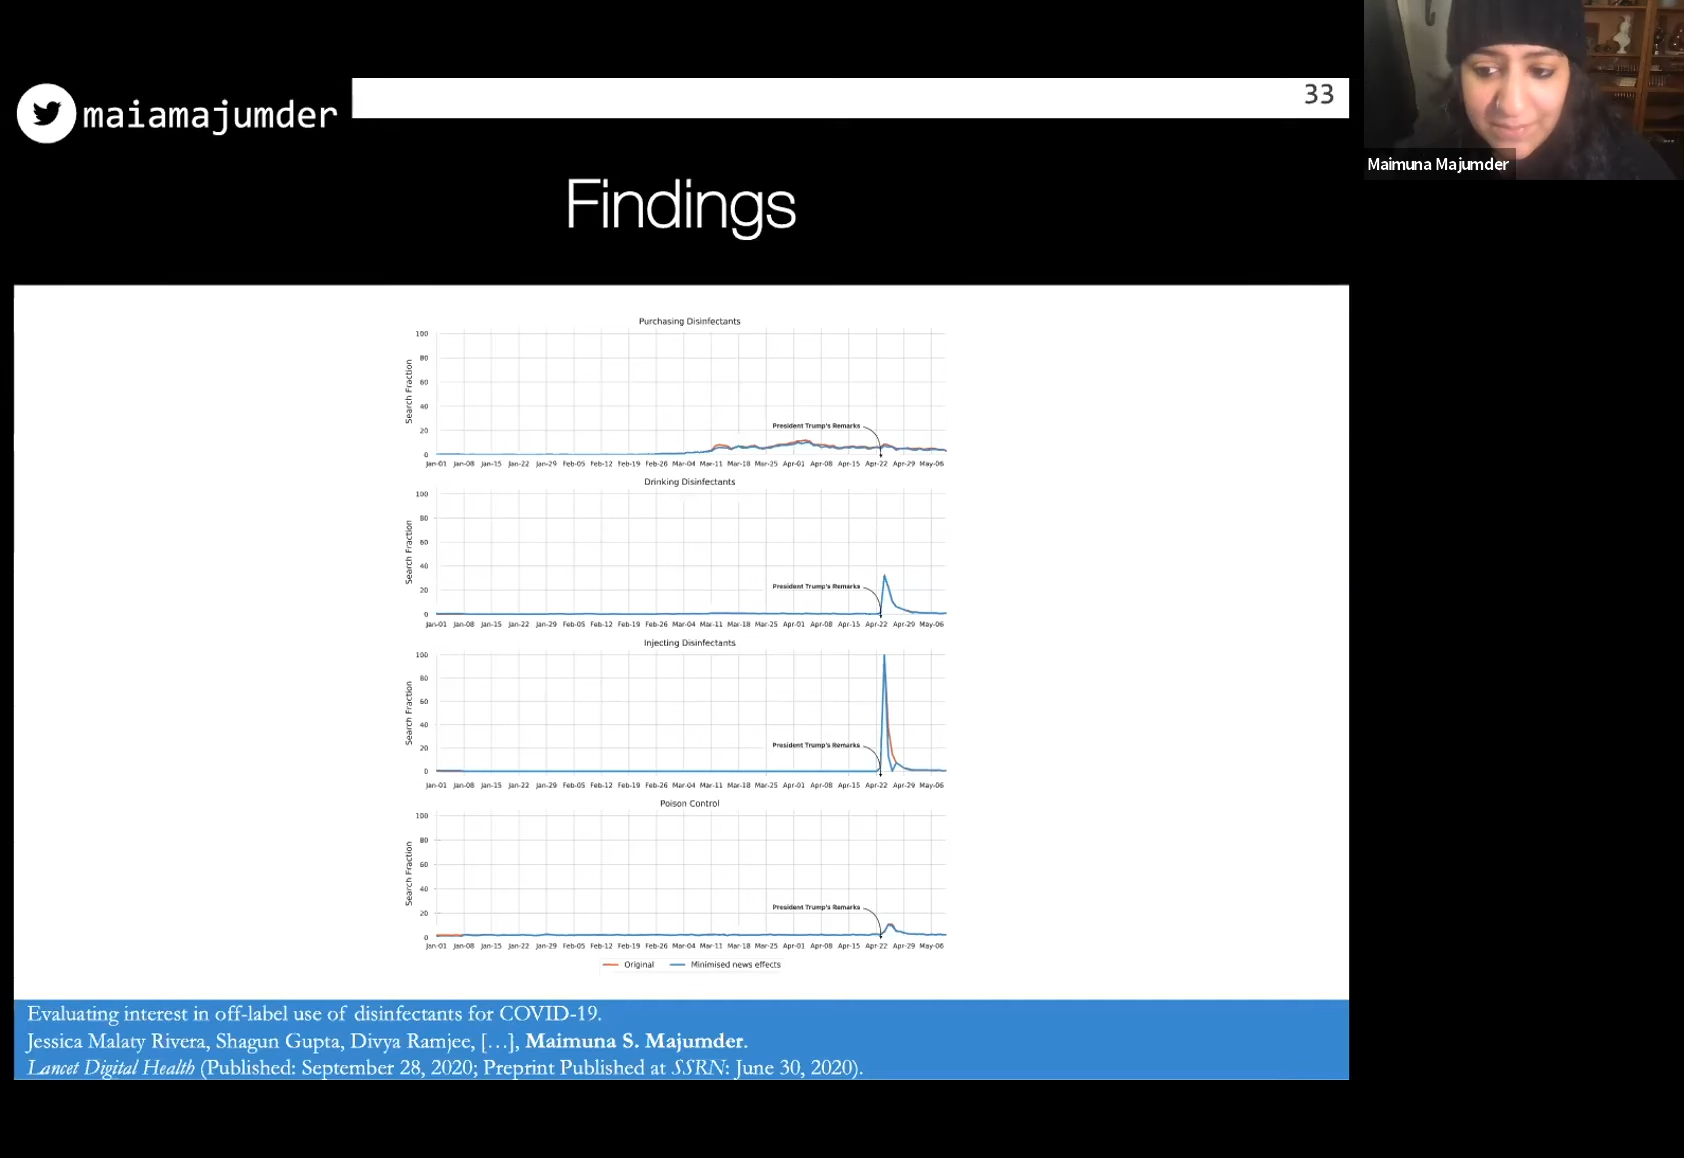 maiamajumder
33
Maimuna Majumder
Findings
Purchasing Disinfectants
Search Fraction
100
80
60
40
20
0
President Trump's Remarks
Jan-01 Jan-08 Jan-15 Jan-22 Jan-29 Feb-05 Feb-12 Feb-19 Feb-26 Mar-04 Mar-11 Mar-18 Mar-25 Apr-01 Apr-08 Apr-15 Apr-22 Apr-29 May-06
Drinking Disinfectants
Search Fraction
100
80
60
40
20
0
President Trump's Remarks
Jan-01 Jan-08 Jan-15 Jan-22 Jan-29 Feb-05 Feb-12 Feb-19 Feb-26 Mar-04 Mar-11 Mar-18 Mar-25 Apr-01 Apr-08 Apr-15 Apr-22 Apr-29 May-06
Injecting Disinfectants
Search Fraction
100
80
60
40
20
0
President Trump's Remarks
Jan-01 Jan-08 Jan-15 Jan-22 Jan-29 Feb-05 Feb-12 Feb-19 Feb-26 Mar-04 Mar-11 Mar-18 Mar-25 Apr-01 Apr-08 Apr-15 Apr-22 Apr-29 May-06
Poison Control
Search Fraction
100
80
60
40
20
0
President Trump's Remarks
Jan-01 Jan-08 Jan-15 Jan-22 Jan-29 Feb-05 Feb-12 Feb-19 Feb-26 Mar-04 Mar-11 Mar-18 Mar-25 Apr-01 Apr-08 Apr-15 Apr-22 Apr-29 May-06
Original Minimised news effects
Evaluating interest in off-label use of disinfectants for COVID-19.
Jessica Malaty Rivera, Shagun Gupta, Divya Ramjee, […], Maimuna S. Majumder.
Lancet Digital Health (Published: September 28, 2020; Preprint Published at SSRN: June 30, 2020).